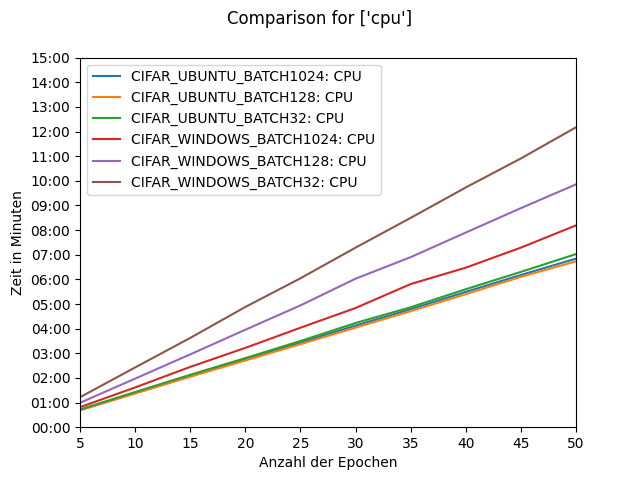 Comparison for ['cpu']
15:00
14:00
13:00
12:00
11:00
10:00
09:00
08:00
07:00
06:00
05:00
04:00
03:00
02:00
01:00
00:00
Zeit in Minuten
CIFAR_UBUNTU_BATCH1024: CPU
CIFAR_UBUNTU_BATCH128: CPU
CIFAR_UBUNTU_BATCH32: CPU
CIFAR_WINDOWS_BATCH1024: CPU
CIFAR_WINDOWS_BATCH128: CPU
CIFAR_WINDOWS_BATCH32: CPU
5 10 15 20 25 30 35 40 45 50
Anzahl der Epochen